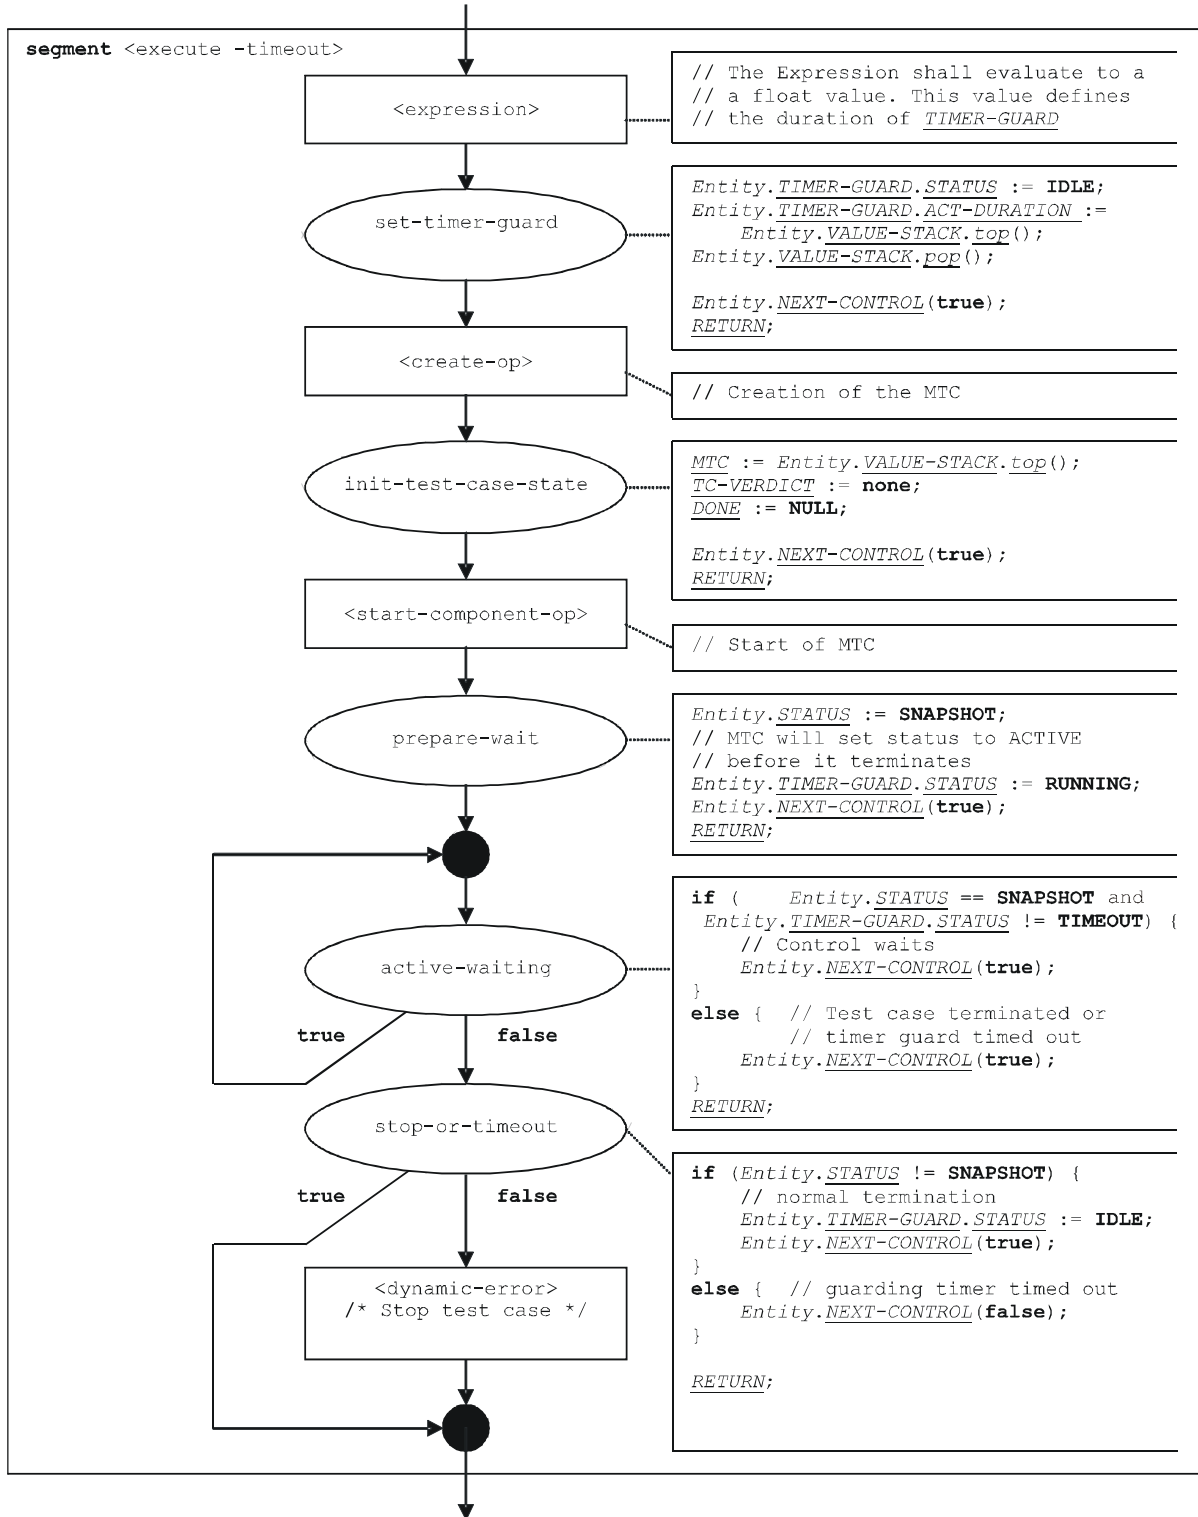 segment <execute -timeout>
<expression>
// The Expression shall evaluate to a
// a float value. This value defines
// the duration of TIMER-GUARD
set-timer-guard
Entity.TIMER-GUARD.STATUS := IDLE;
Entity.TIMER-GUARD.ACT-DURATION :=
Entity.VALUE-STACK.top();
Entity.VALUE-STACK.pop();
Entity.NEXT-CONTROL(true);
RETURN;
<create-op>
// Creation of the MTC
init-test-case-state
MTC := Entity.VALUE-STACK.top();
TC-VERDICT := none;
DONE := NULL;
Entity.NEXT-CONTROL(true);
RETURN;
<start-component-op>
// Start of MTC
prepare-wait
Entity.STATUS := SNAPSHOT;
// MTC will set status to ACTIVE
// before it terminates
Entity.TIMER-GUARD.STATUS := RUNNING;
Entity.NEXT-CONTROL(true);
RETURN;
active-waiting
true
false
if ( Entity.STATUS == SNAPSHOT and
Entity.TIMER-GUARD.STATUS != TIMEOUT) {
// Control waits
Entity.NEXT-CONTROL(true);
}
else { // Test case terminated or
// timer guard timed out
Entity.NEXT-CONTROL(true);
}
RETURN;
stop-or-timeout
true
false
if (Entity.STATUS != SNAPSHOT) {
// normal termination
Entity.TIMER-GUARD.STATUS := IDLE;
Entity.NEXT-CONTROL(true);
}
else { // guarding timer timed out
Entity.NEXT-CONTROL(false);
}
RETURN;
<dynamic-error>
/* Stop test case */